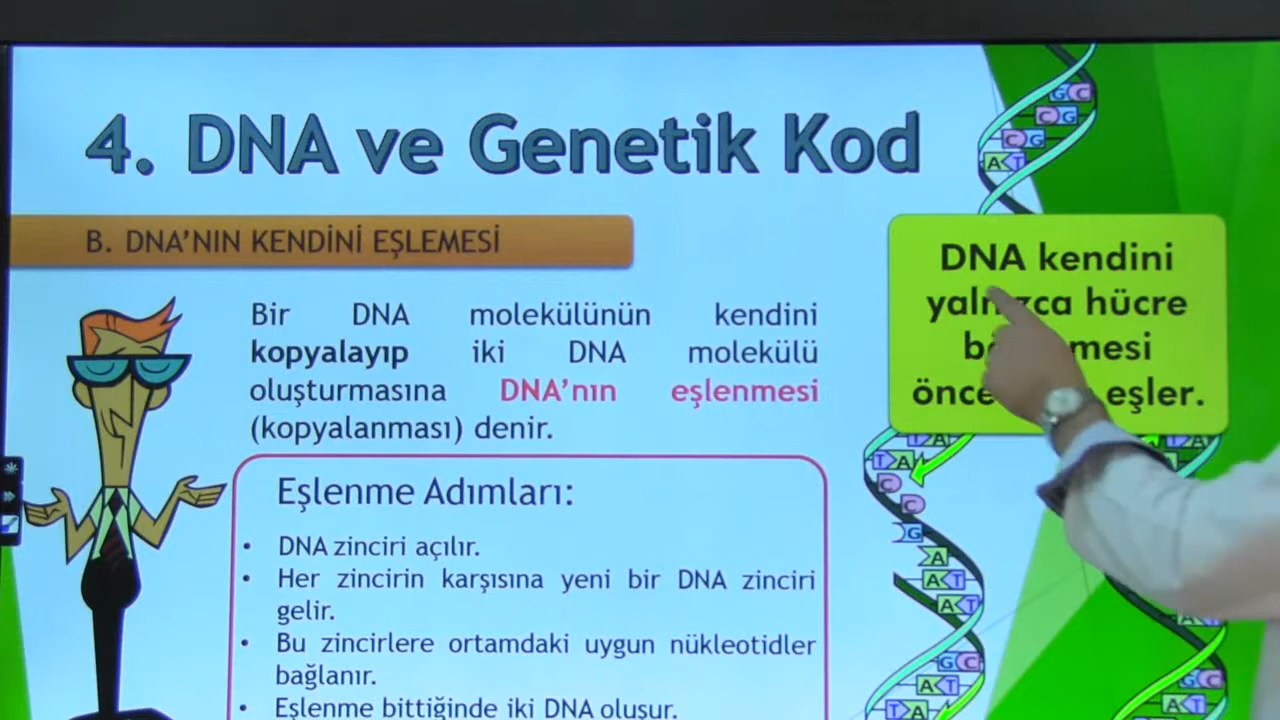 4. DNA ve Genetik Kod
B. DNA'NIN KENDİNİ EŞLEMESİ
Bir DNA molekülünün kendini
kopyalayıp iki DNA molekülü
oluşturmasına DNA'nın eşlenmesi
(kopyalanması) denir.
Eşlenme Adımları:
• DNA zinciri açılır.
• Her zincirin karşısına yeni bir DNA zinciri
gelir.
• Bu zincirlere ortamdaki uygun nükleotidler
bağlanır.
• Eşlenme bittiğinde iki DNA oluşur.
DNA kendini
hücre
eşler.
G C
C G
C G
A T
T A
T A
C
C
G
A
A T
A T
G C
A T
T A
T A
G C
A T